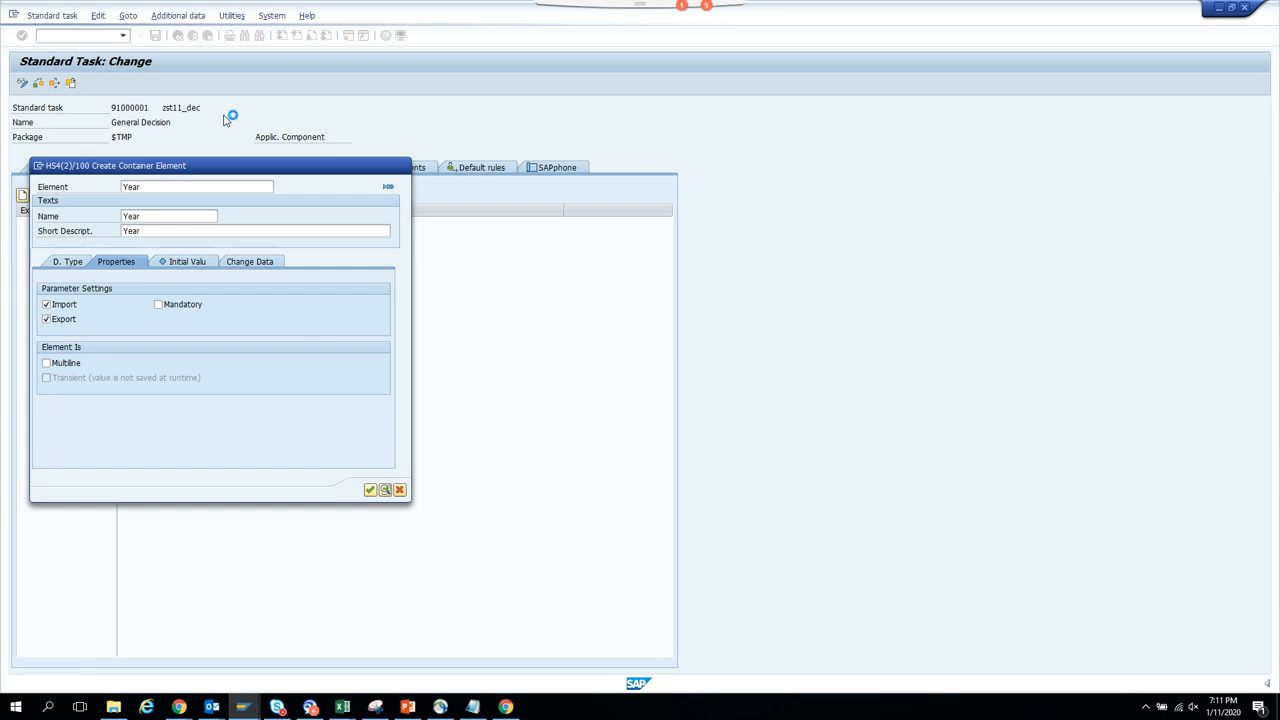 Standard task Edit Goto Additional data Utilities System Help
1 5
Standard Task: Change
Standard task 91000001 zst11_dec
Name General Decision
Package $TMP Applic. Component
HS4(2)/100 Create Container Element
Default rules SAPphone
Element Year
Texts
Name Year
Short Descript. Year
D. Type Properties Initial Valu Change Data
Parameter Settings
Import Mandatory
Export
Element Is
Multiline
Transient (value is not saved at runtime)
SAP
7:11 PM
1/11/2020